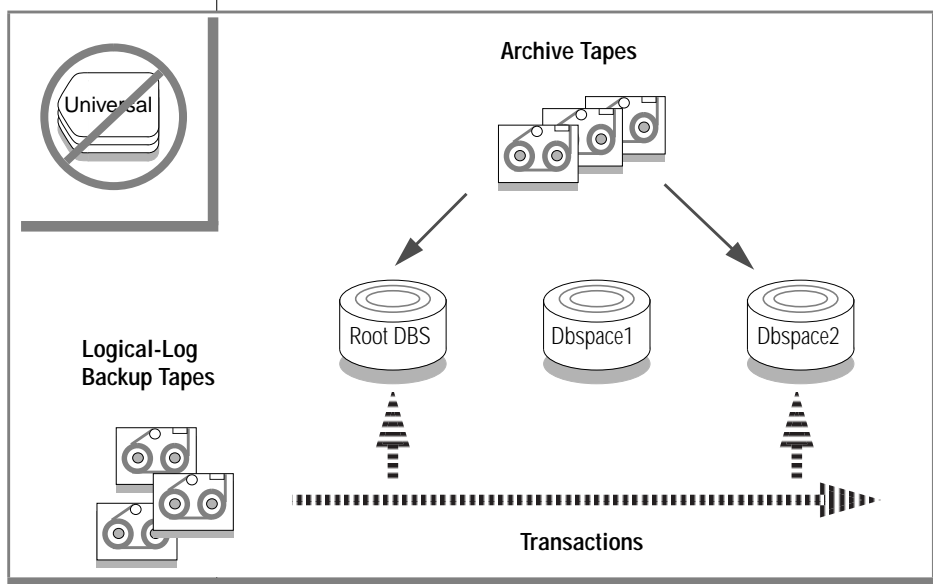 Universal
Archive Tapes
Root DBS
Dbspace1
Dbspace2
Logical-Log
Backup Tapes
Transactions